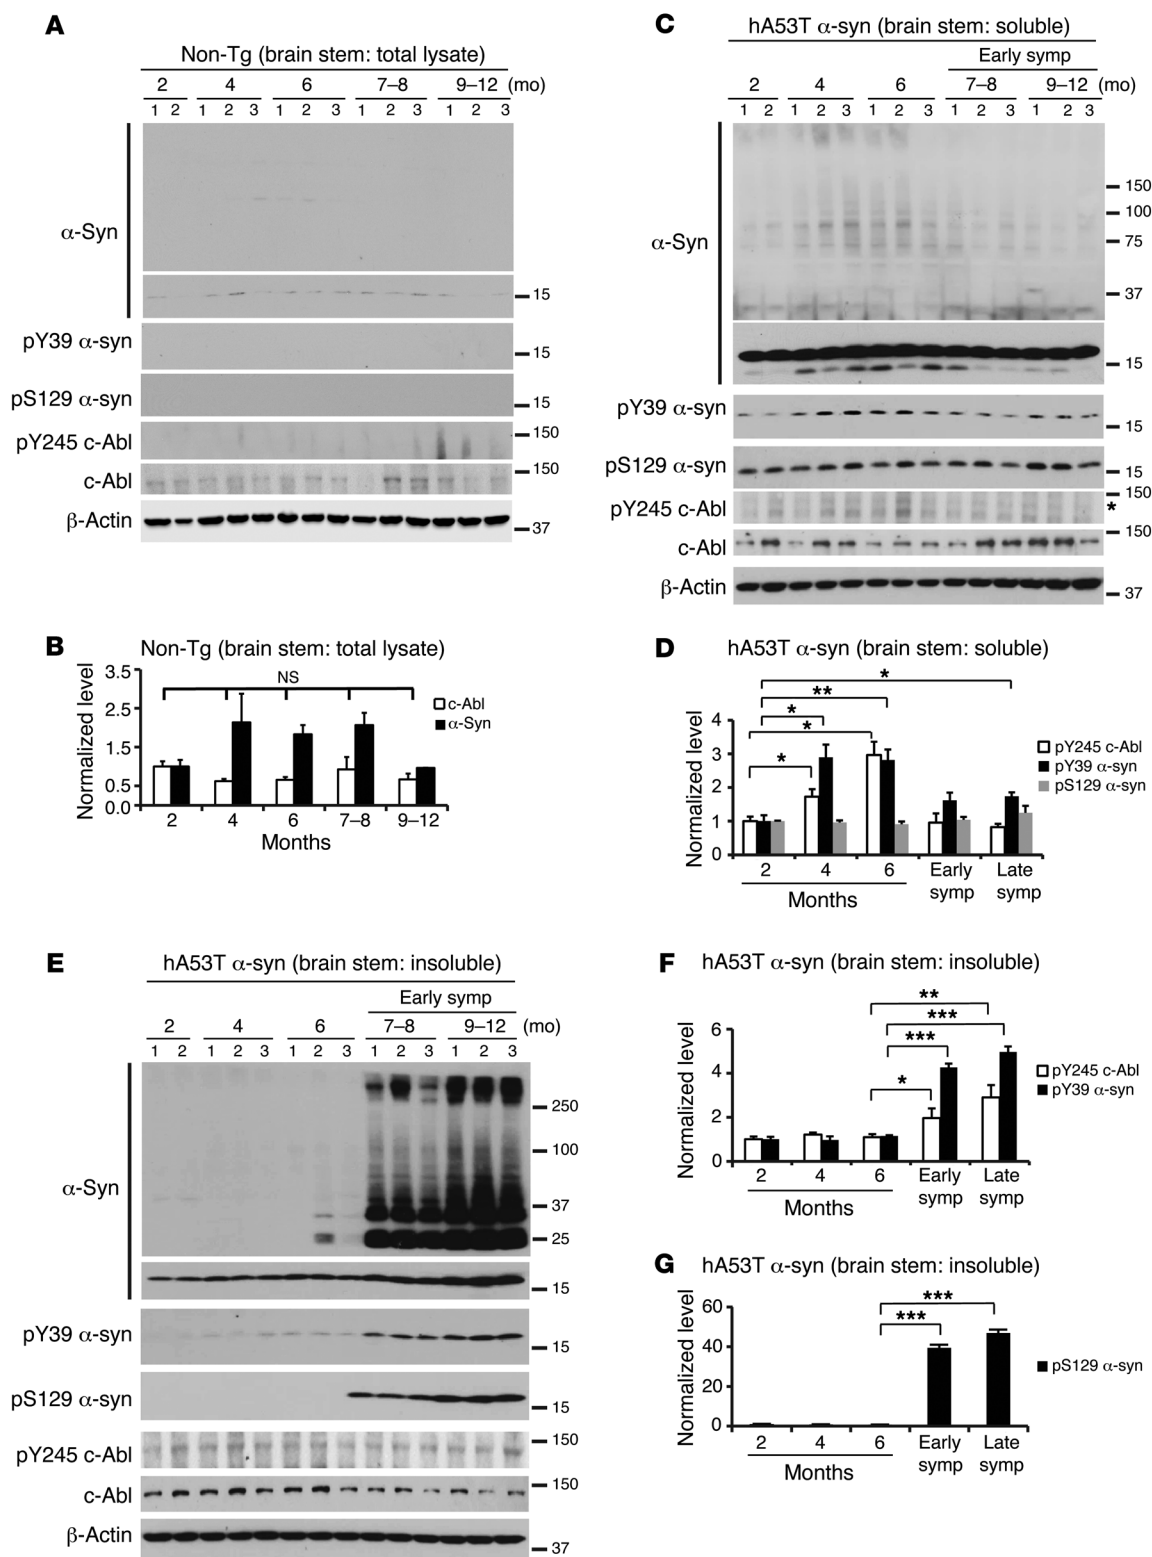 A
Non-Tg (brain stem: total lysate)
2 4 6 7–8 9–12 (mo)
1 2 1 2 3 1 2 3 1 2 3 1 2 3
α-Syn
15
pY39 α-syn
15
pS129 α-syn
15
pY245 c-Abl
150
c-Abl
150
β-Actin
37
B
Non-Tg (brain stem: total lysate)
Normalized level
3.5
2.5
1.5
0.5
0.0
NS
c-Abl
α-Syn
2 4 6 7–8 9–12
Months
C
hA53T α-syn (brain stem: soluble)
Early symp
2 4 6 7–8 9–12 (mo)
1 2 1 2 3 1 2 3 1 2 3 1 2 3
α-Syn
150
100
75
37
15
pY39 α-syn
15
pS129 α-syn
15
pY245 c-Abl
150
*
c-Abl
150
β-Actin
37
D
hA53T α-syn (brain stem: soluble)
Normalized level
4
3
2
1
0
*
**
*
*
*
pY245 c-Abl
pY39 α-syn
pS129 α-syn
2 4 6 Early Late
symp symp
Months
E
hA53T α-syn (brain stem: insoluble)
Early symp
2 4 6 7–8 9–12 (mo)
1 2 1 2 3 1 2 3 1 2 3 1 2 3
α-Syn
250
100
37
25
15
pY39 α-syn
15
pS129 α-syn
15
pY245 c-Abl
150
c-Abl
150
β-Actin
37
F
hA53T α-syn (brain stem: insoluble)
Normalized level
6
4
2
0
**
***
***
*
pY245 c-Abl
pY39 α-syn
2 4 6 Early Late
symp symp
Months
G
hA53T α-syn (brain stem: insoluble)
Normalized level
60
40
20
0
***
***
pS129 α-syn
2 4 6 Early Late
symp symp
Months